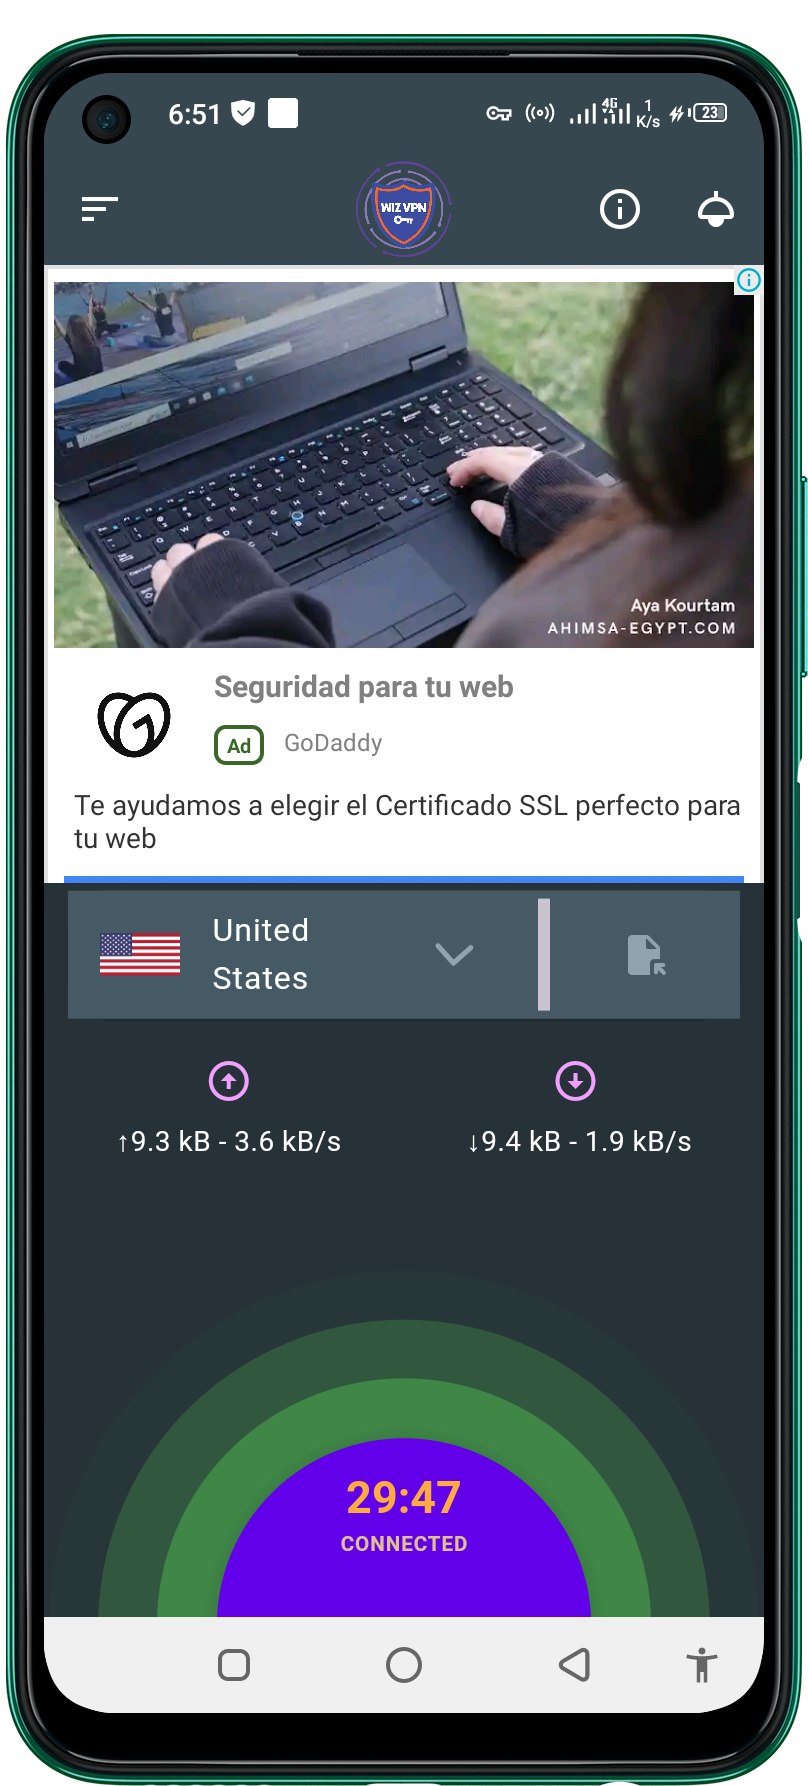 6:51
4G
1
K/s
23
WIZ VPN
Aya Kourtam
AHIMSA-EGYPT.COM
Seguridad para tu web
Ad
GoDaddy
Te ayudamos a elegir el Certificado SSL perfecto para
tu web
United
States
↑9.3 kB - 3.6 kB/s
↓9.4 kB - 1.9 kB/s
29:47
CONNECTED